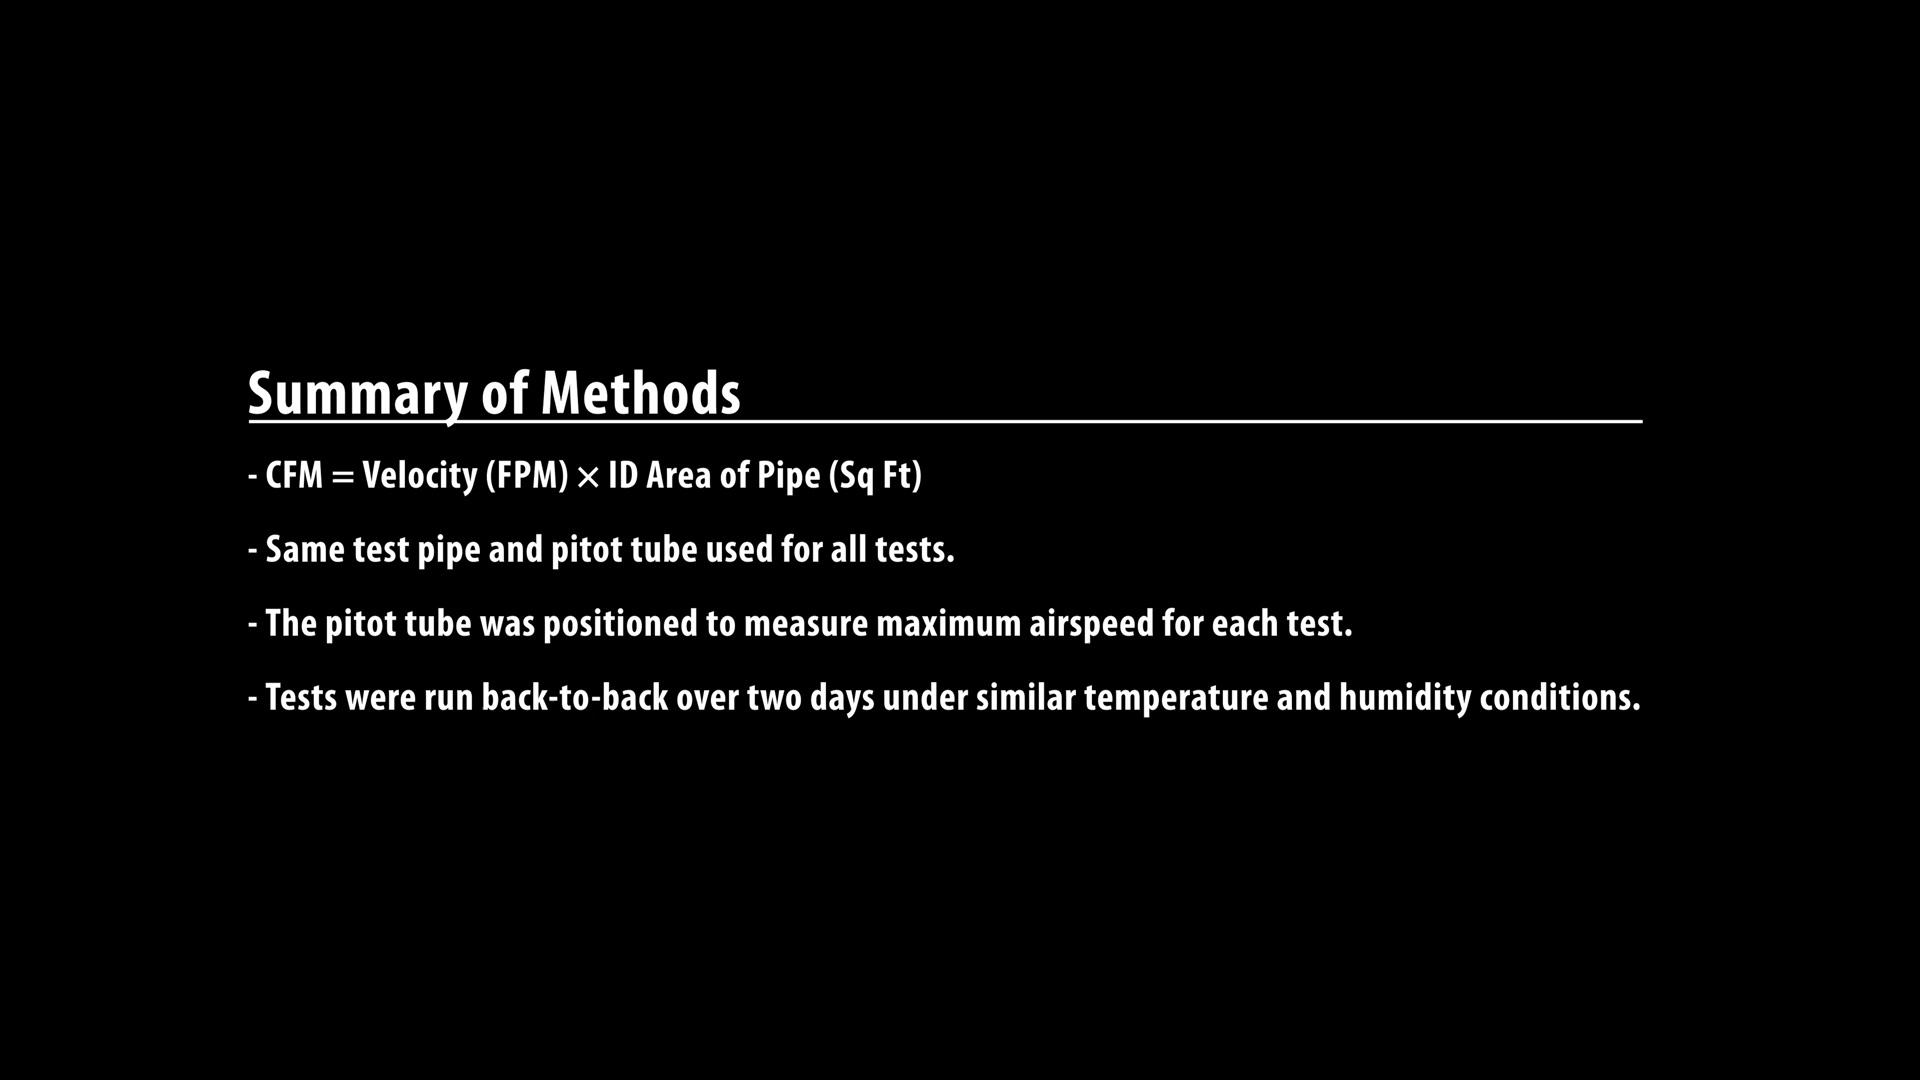 Summary of Methods
- CFM = Velocity (FPM) × ID Area of Pipe (Sq Ft)
- Same test pipe and pitot tube used for all tests.
- The pitot tube was positioned to measure maximum airspeed for each test.
- Tests were run back-to-back over two days under similar temperature and humidity conditions.